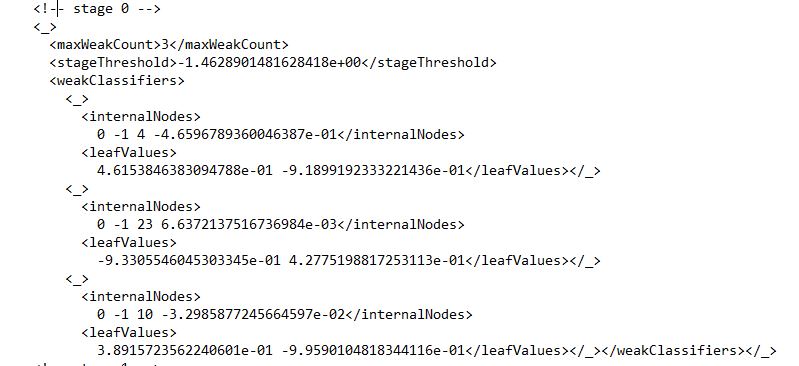 <!-- stage 0 -->
<_>
<maxWeakCount>3</maxWeakCount>
<stageThreshold>-1.4628901481628418e+00</stageThreshold>
<weakClassifiers>
<_>
<internalNodes>
0 -1 4 -4.6596789360046387e-01</internalNodes>
<leafValues>
4.6153846383094788e-01 -9.1899192333221436e-01</leafValues></_>
<_>
<internalNodes>
0 -1 23 6.6372137516736984e-03</internalNodes>
<leafValues>
-9.3305546045303345e-01 4.2775198817253113e-01</leafValues></_>
<_>
<internalNodes>
0 -1 10 -3.2985877245664597e-02</internalNodes>
<leafValues>
3.8915723562240601e-01 -9.9590104818344116e-01</leafValues></_></weakClassifiers></_>